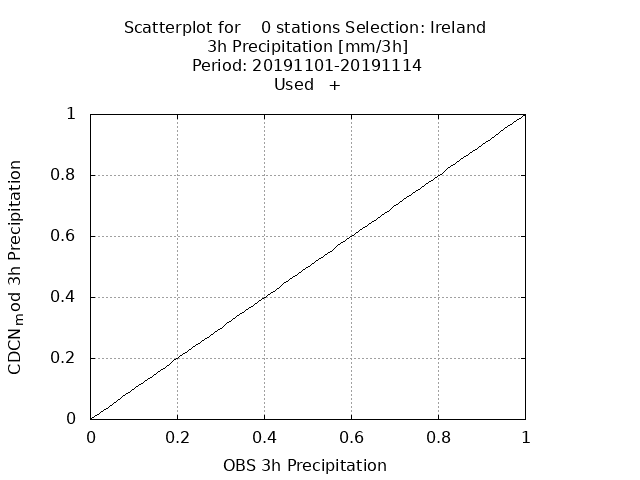 Scatterplot for    0 stations Selection: Ireland
3h Precipitation [mm/3h]
Period: 20191101-20191114
Used   +
CDCNmod 3h Precipitation
1
0.8
0.6
0.4
0.2
0
0 0.2 0.4 0.6 0.8 1
OBS 3h Precipitation